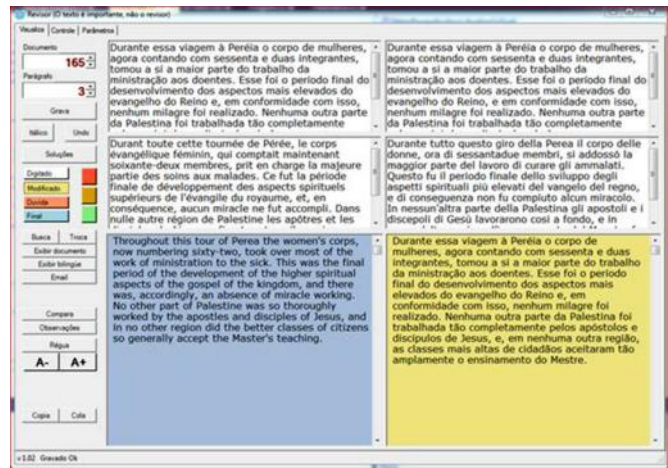 Revisor (O texto é importante, não o revisor)
Visualiza Controle Parâmetros
Documento
165
Parágrafo
3
Grava
Itálico Undo
Soluções
Digitado
Modificado
Duvida
Final
Busca Troca
Exibir documento
Exibir bilíngüe
Email
Compara
Observações
Régua
A- A+
Copia Cola
Durante essa viagem à Peréia o corpo de mulheres,
agora contando com sessenta e duas integrantes,
tomou a si a maior parte do trabalho da
ministração aos doentes. Esse foi o período final do
desenvolvimento dos aspectos mais elevados do
evangelho do Reino e, em conformidade com isso,
nenhum milagre foi realizado. Nenhuma outra parte
da Palestina foi trabalhada tão completamente
Durante essa viagem à Peréia o corpo de mulheres,
agora contando com sessenta e duas integrantes,
tomou a si a maior parte do trabalho da
ministração aos doentes. Esse foi o período final do
desenvolvimento dos aspectos mais elevados do
evangelho do Reino e, em conformidade com isso,
nenhum milagre foi realizado. Nenhuma outra parte
da Palestina foi trabalhada tão completamente
Durant toute cette tournée de Pérée, le corps
évangélique féminin, qui comptait maintenant
soixante-deux membres, prit en charge la majeure
partie des soins aux malades. Ce fut la période
finale de développement des aspects spirituels
supérieurs de l'évangile du royaume, et, en
conséquence, aucun miracle ne fut accompli. Dans
nulle autre région de Palestine les apôtres et les
Durante tutto questo giro della Perea il corpo delle
donne, ora di sessantadue membri, si addossò la
maggior parte del lavoro di curare gli ammalati.
Questo fu il periodo finale dello sviluppo degli
aspetti spirituali più elevati del vangelo del regno,
e di conseguenza non fu compiuto alcun miracolo.
In nessun'altra parte della Palestina gli apostoli e i
discepoli di Gesù lavorarono così a fondo, e in
Throughout this tour of Perea the women's corps,
now numbering sixty-two, took over most of the
work of ministration to the sick. This was the final
period of the development of the higher spiritual
aspects of the gospel of the kingdom, and there
was, accordingly, an absence of miracle working.
No other part of Palestine was so thoroughly
worked by the apostles and disciples of Jesus, and
in no other region did the better classes of citizens
so generally accept the Master's teaching.
Durante essa viagem à Peréia o corpo de
mulheres, agora contando com sessenta e duas
integrantes, tomou a si a maior parte do trabalho
da ministração aos doentes. Esse foi o período
final do desenvolvimento dos aspectos mais
elevados do evangelho do Reino e, em
conformidade com isso, nenhum milagre foi
realizado. Nenhuma outra parte da Palestina foi
trabalhada tão completamente pelos apóstolos e
discípulos de Jesus, e, em nenhuma outra região,
as classes mais altas de cidadãos aceitaram tão
amplamente o ensinamento do Mestre.
v1.02 Gravado Ok